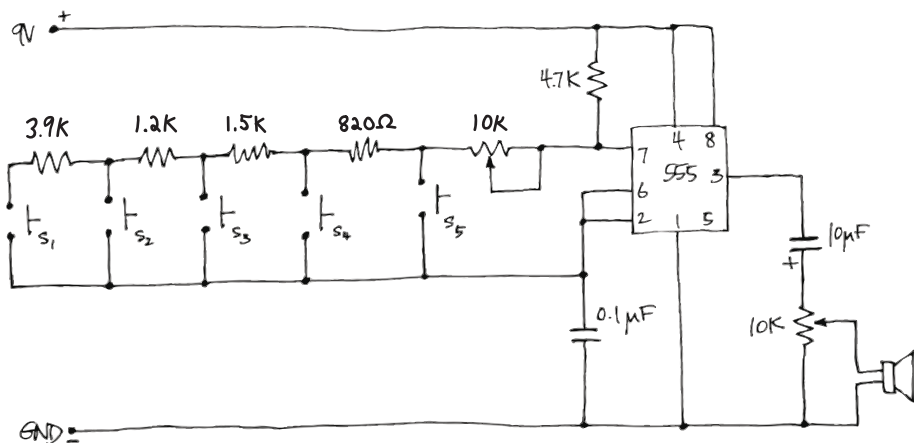 9V +
4.7K
3.9K 1.2K 1.5K 820Ω 10K
4 8
7 555 3
6
2 1 5
S1 S2 S3 S4 S5
10µF
+
0.1µF
10K
GND -